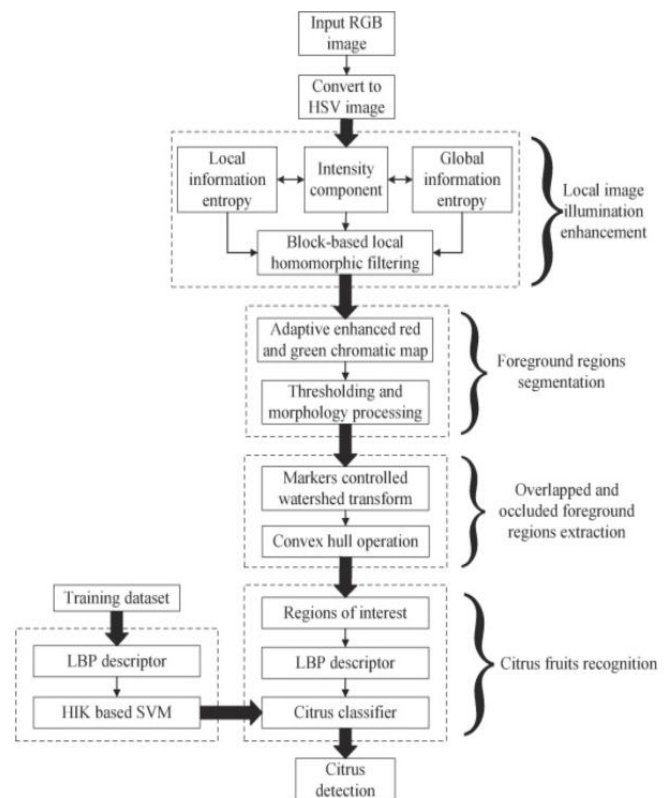 Input RGB
image
Convert to
HSV image
Local
information
entropy
Intensity
component
Global
information
entropy
Block-based local
homomorphic filtering
Local image
illumination
enhancement
Adaptive enhanced red
and green chromatic map
Thresholding and
morphology processing
Foreground regions
segmentation
Markers controlled
watershed transform
Convex hull operation
Overlapped and
occluded foreground
regions extraction
Training dataset
LBP descriptor
HIK based SVM
Regions of interest
LBP descriptor
Citrus classifier
Citrus fruits recognition
Citrus
detection